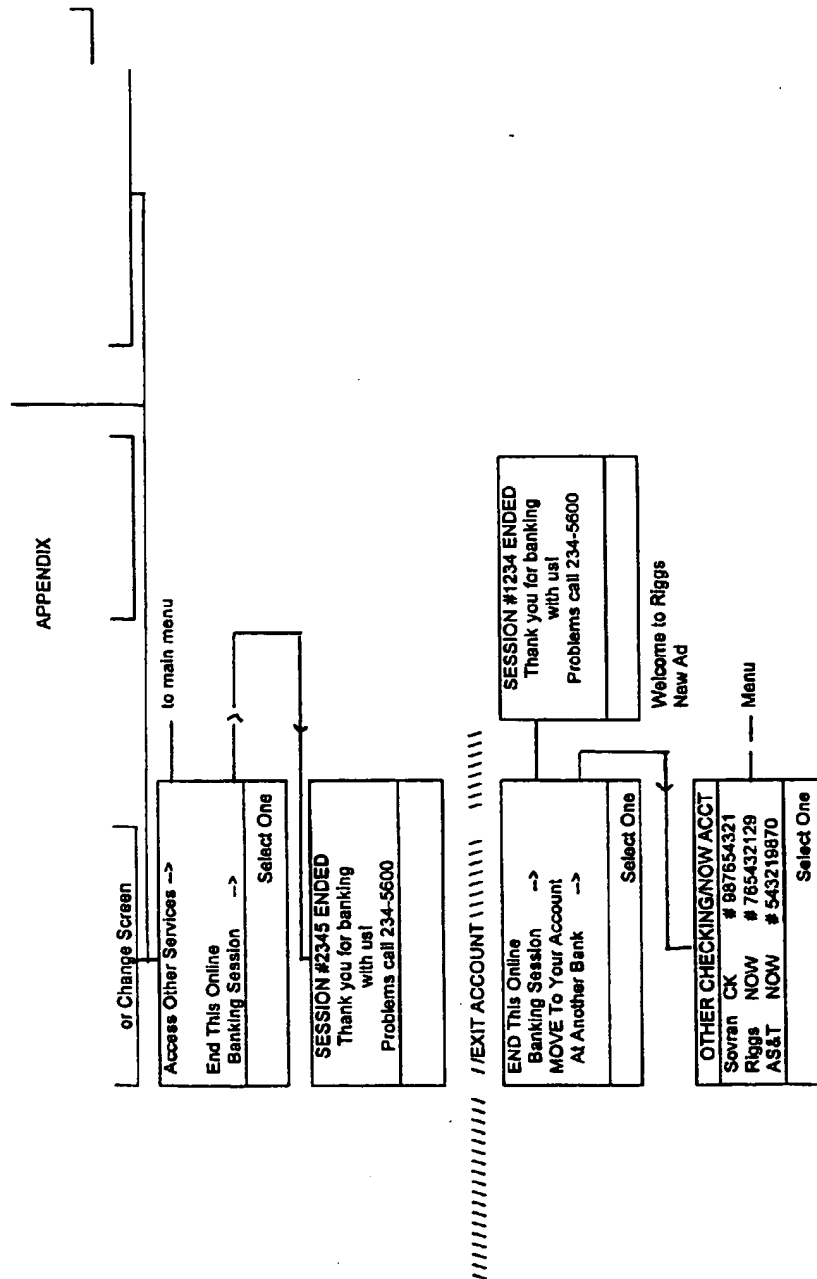 APPENDIX
or Change Screen
Access Other Services -->
to main menu
End This Online
Banking Session -->
Select One
SESSION #2345 ENDED
Thank you for banking
with us!
Problems call 234-5600
\\\\\\\\\\\\\\\\ //EXIT ACCOUNT \\\\\\\ \\\\\\\
END This Online
Banking Session -->
MOVE To Your Account
At Another Bank -->
Select One
SESSION #1234 ENDED
Thank you for banking
with us!
Problems call 234-5600
Welcome to Riggs
New Ad
OTHER CHECKING/NOW ACCT
Sovran CK # 987654321
Riggs NOW # 765432129
AS&T NOW # 543219870
Menu
Select One